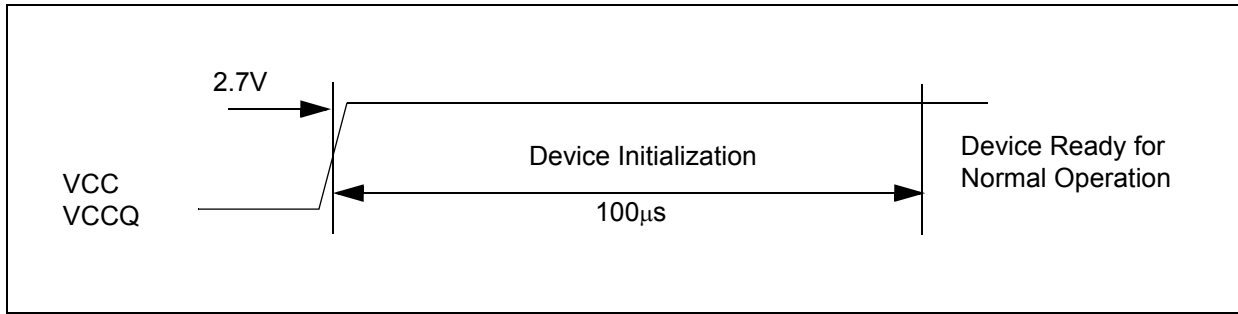 2.7V
Device Initialization
Device Ready for
Normal Operation
VCC
VCCQ
100μs